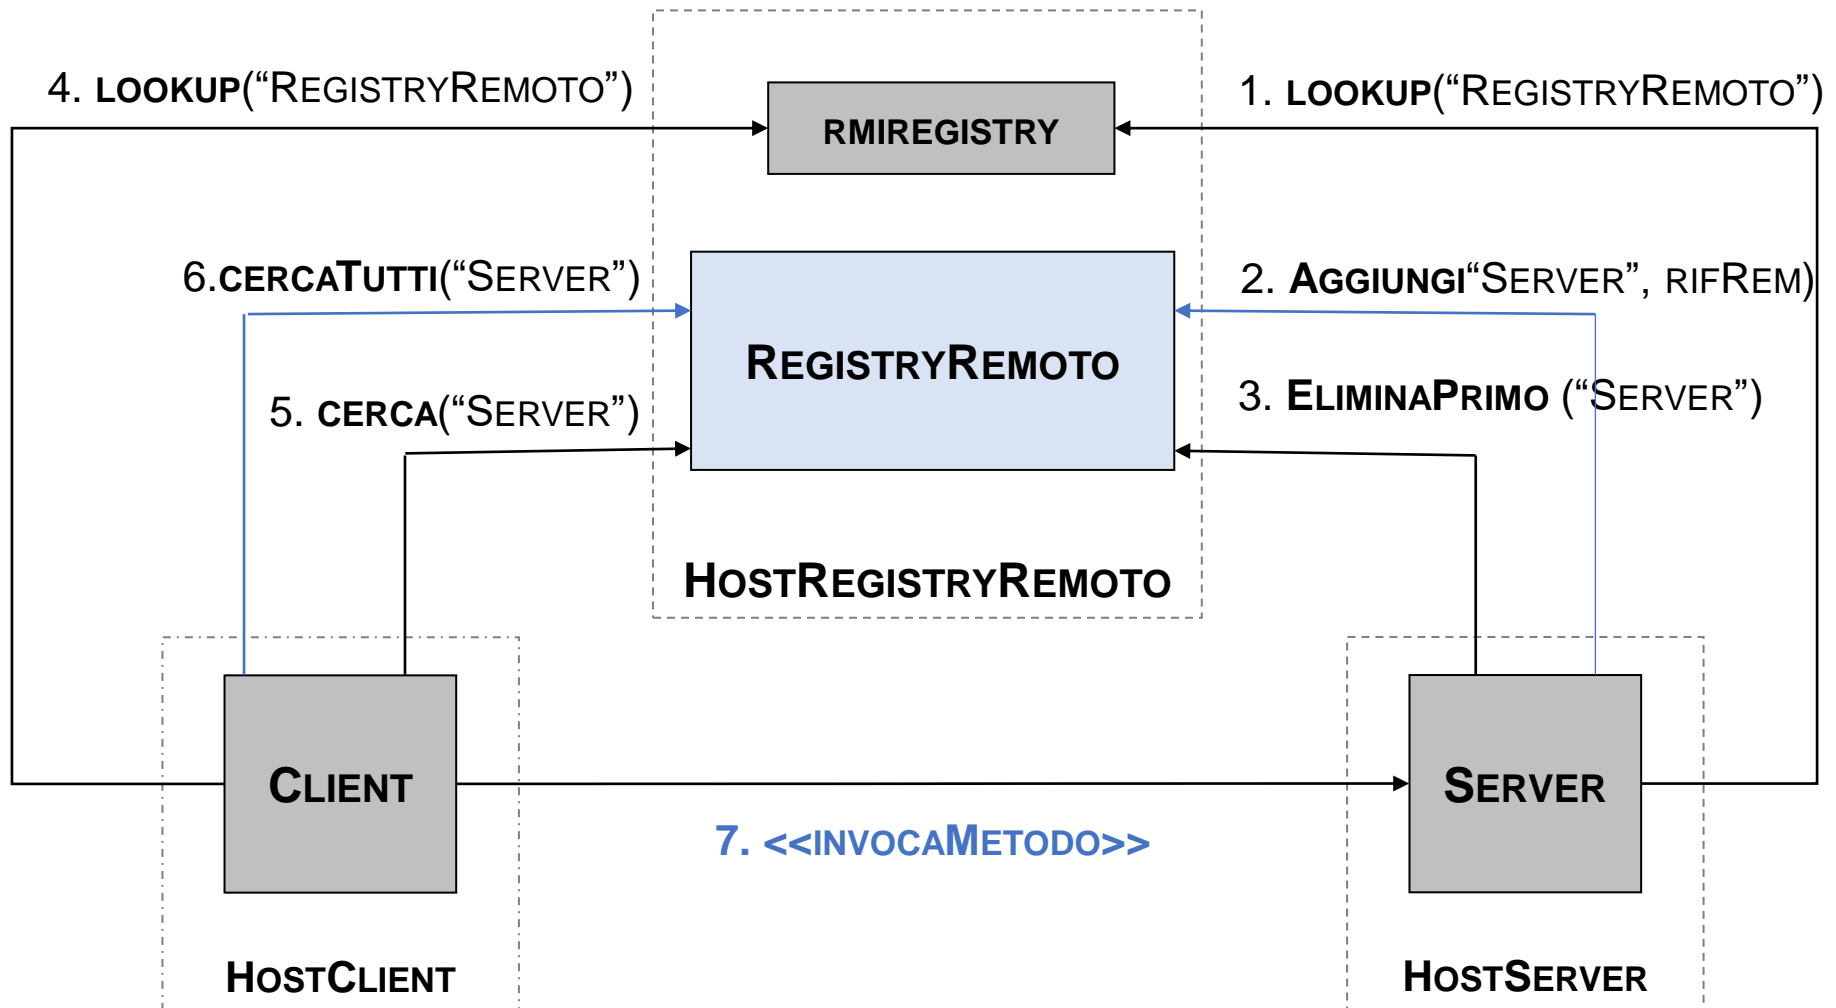 4. LOOKUP("REGISTRYREMOTO")
1. LOOKUP("REGISTRYREMOTO")
RMIREGISTRY
6.CERCATUTTI("SERVER")
2. AGGIUNGI"SERVER", RIFREM)
REGISTRYREMOTO
5. CERCA("SERVER")
3. ELIMINAPRIMO ("SERVER")
HOSTREGISTRYREMOTO
CLIENT
SERVER
7. <<INVOCAMETODO>>
HOSTCLIENT
HOSTSERVER